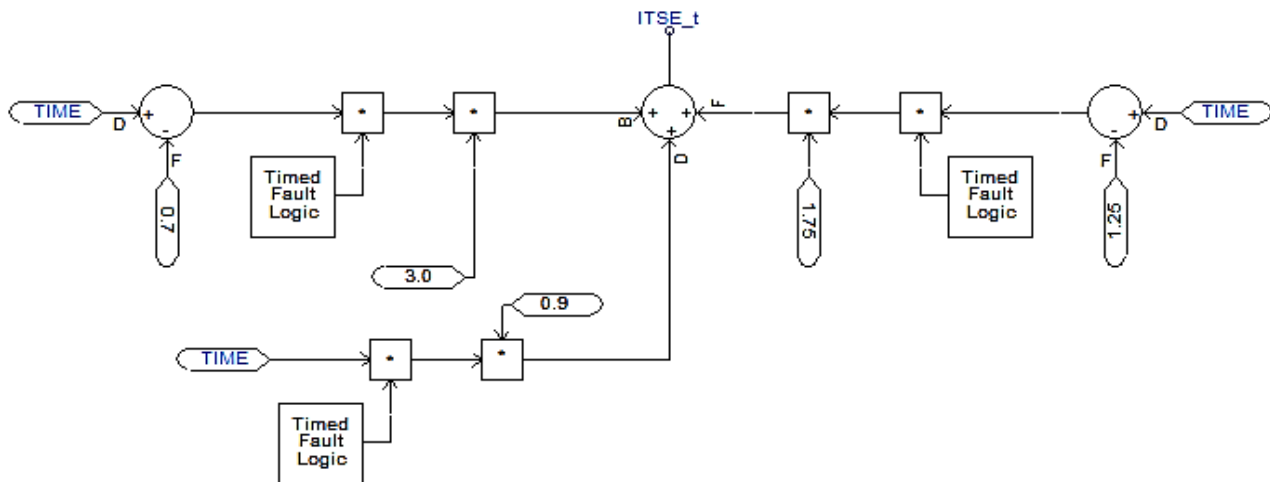 ITSE_t
TIME
D
+
-
F
0.7
*
Timed
Fault
Logic
*
3.0
B
+
+
+
F
D
*
1.75
*
Timed
Fault
Logic
+
-
D
F
TIME
1.25
0.9
TIME
*
*
Timed
Fault
Logic